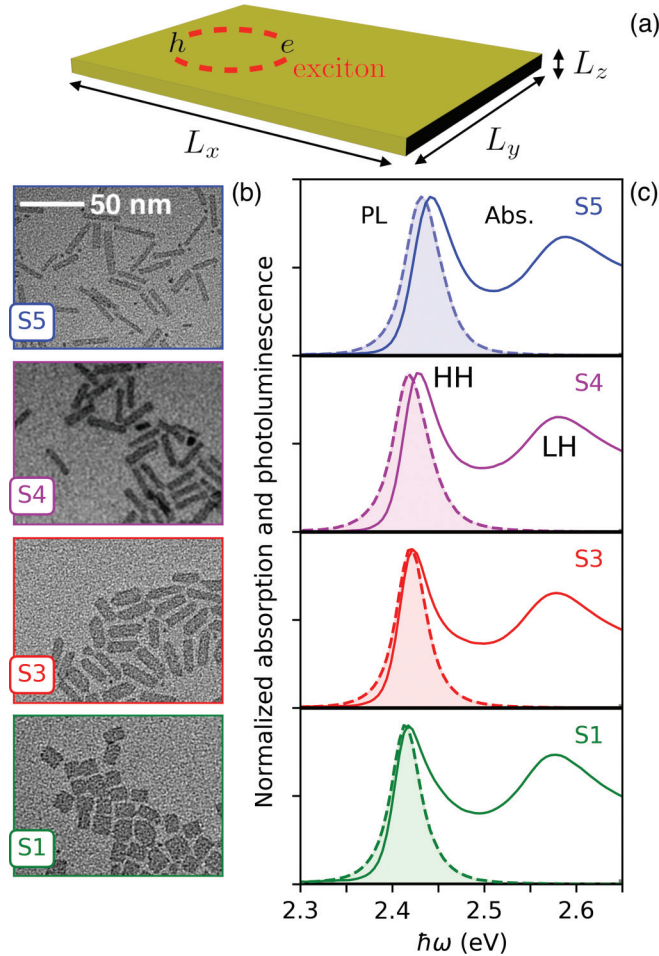 (a)
h e
exciton
L_x
L_y
L_z
(b)
50 nm
S5
S4
S3
S1
(c)
Normalized absorption and photoluminescence
PL Abs. S5
HH S4
LH
S3
S1
2.3 2.4 2.5 2.6
ħω (eV)